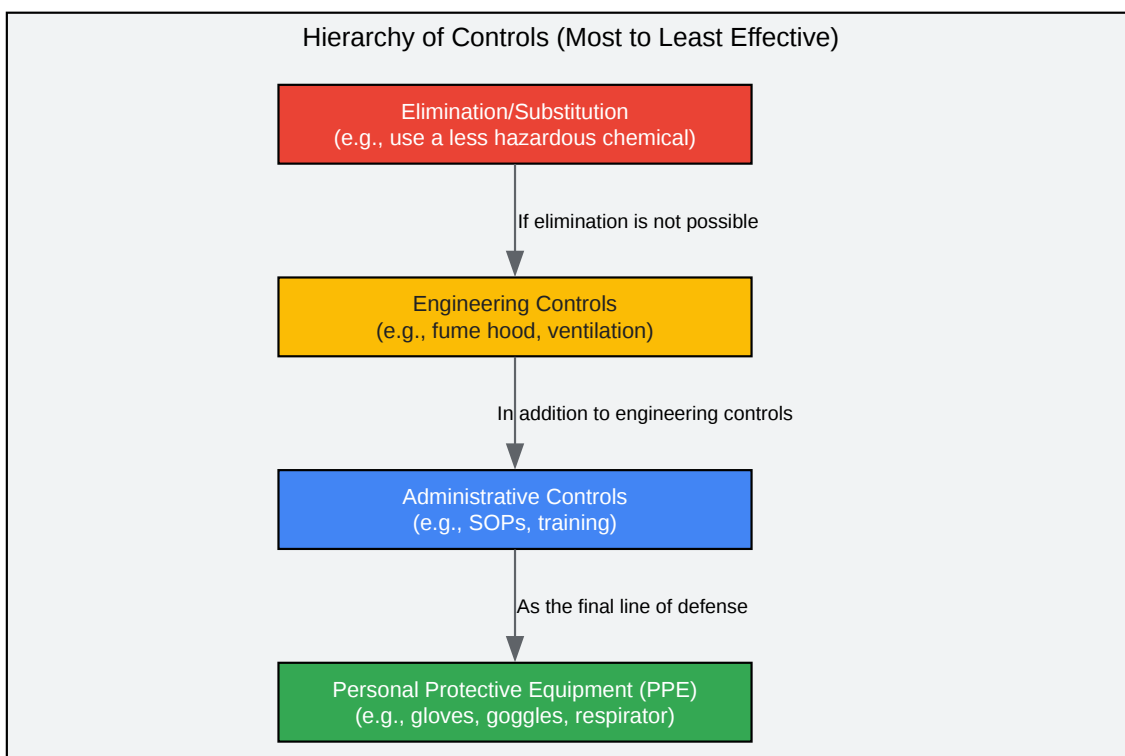 Hierarchy of Controls (Most to Least Effective)
Elimination/Substitution
(e.g., use a less hazardous chemical)
If elimination is not possible
Engineering Controls
(e.g., fume hood, ventilation)
In addition to engineering controls
Administrative Controls
(e.g., SOPs, training)
As the final line of defense
Personal Protective Equipment (PPE)
(e.g., gloves, goggles, respirator)